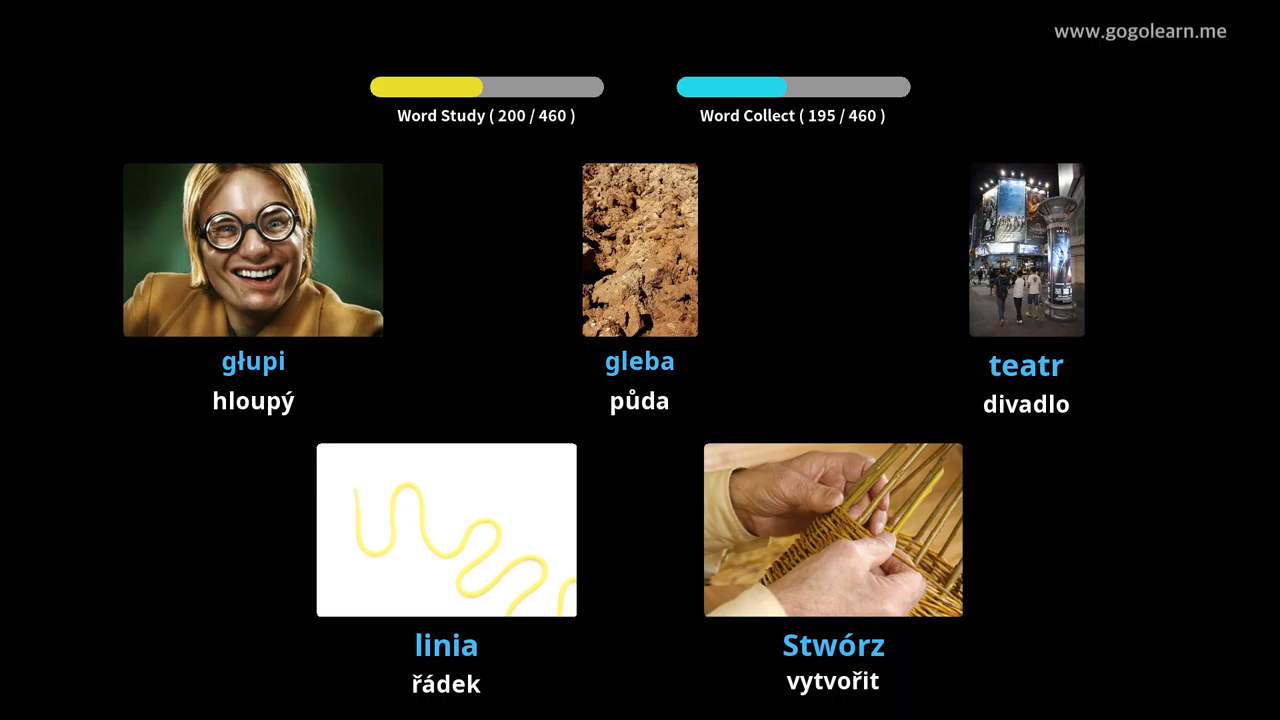 www.gogolearn.me
Word Study ( 200 / 460 )
Word Collect ( 195 / 460 )
głupi
hloupý
gleba
půda
teatr
divadlo
linia
řádek
Stwórz
vytvořit